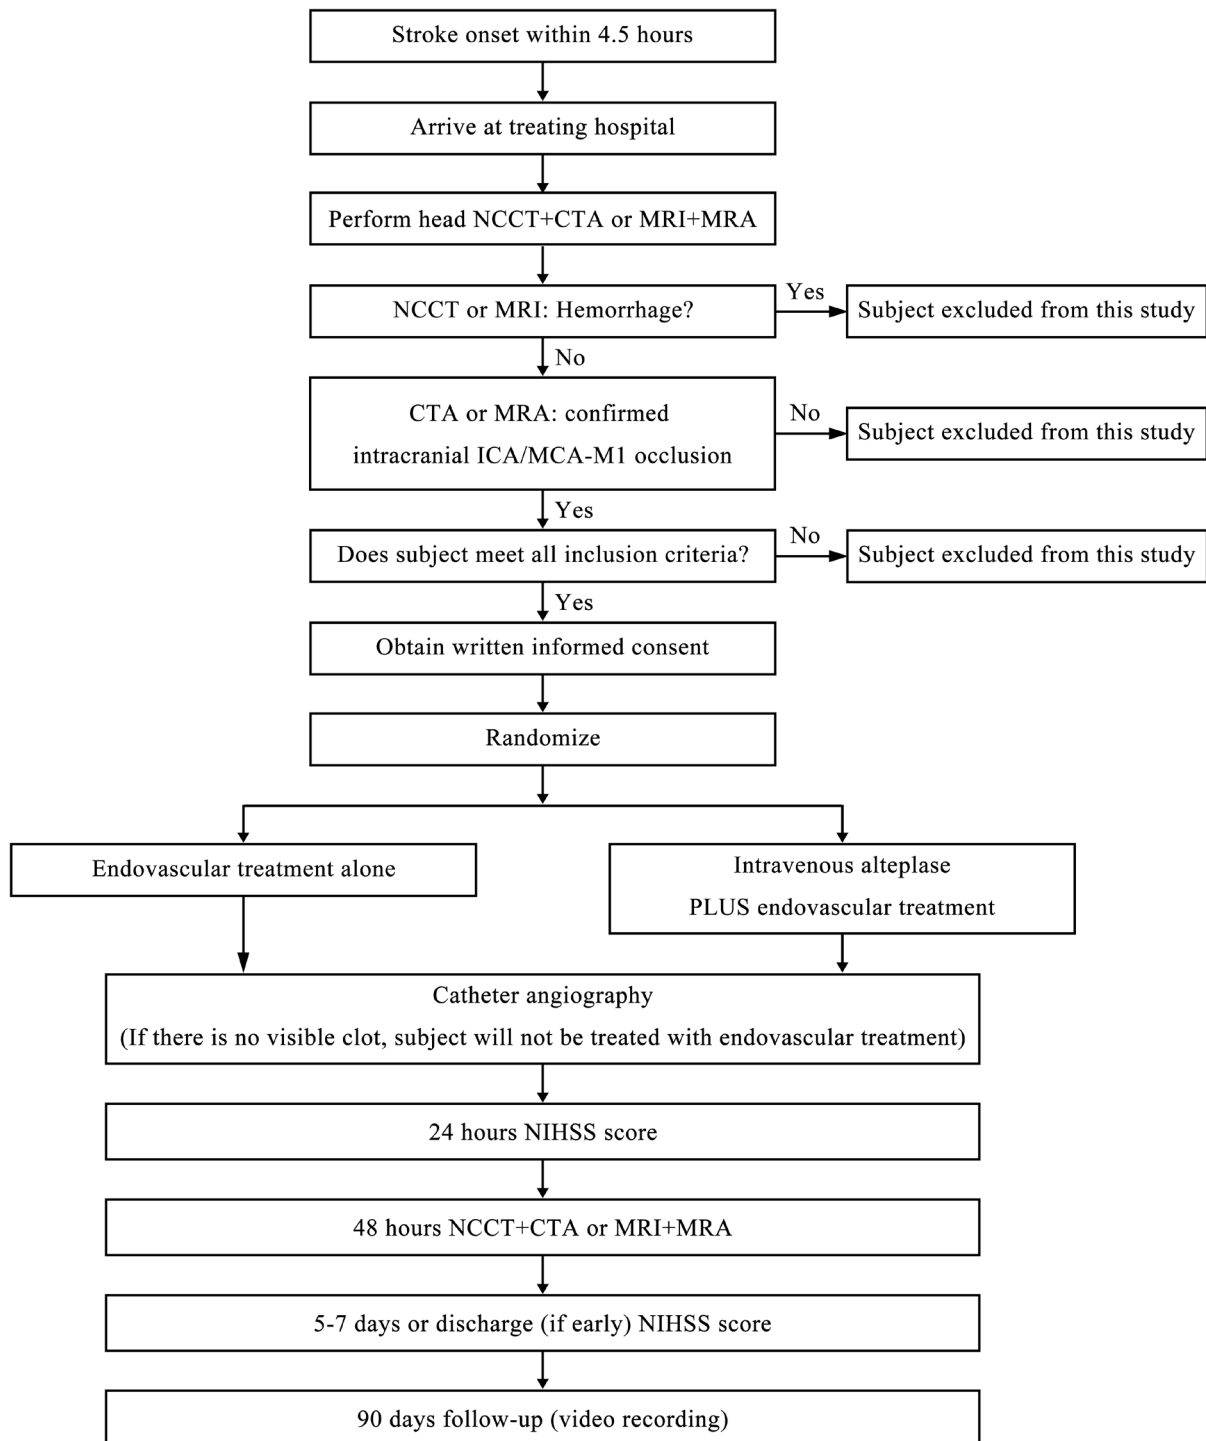 Stroke onset within 4.5 hours
Arrive at treating hospital
Perform head NCCT+CTA or MRI+MRA
NCCT or MRI: Hemorrhage?
Yes
Subject excluded from this study
No
CTA or MRA: confirmed
intracranial ICA/MCA-M1 occlusion
No
Subject excluded from this study
Yes
Does subject meet all inclusion criteria?
No
Subject excluded from this study
Yes
Obtain written informed consent
Randomize
Endovascular treatment alone
Intravenous alteplase
PLUS endovascular treatment
Catheter angiography
(If there is no visible clot, subject will not be treated with endovascular treatment)
24 hours NIHSS score
48 hours NCCT+CTA or MRI+MRA
5-7 days or discharge (if early) NIHSS score
90 days follow-up (video recording)